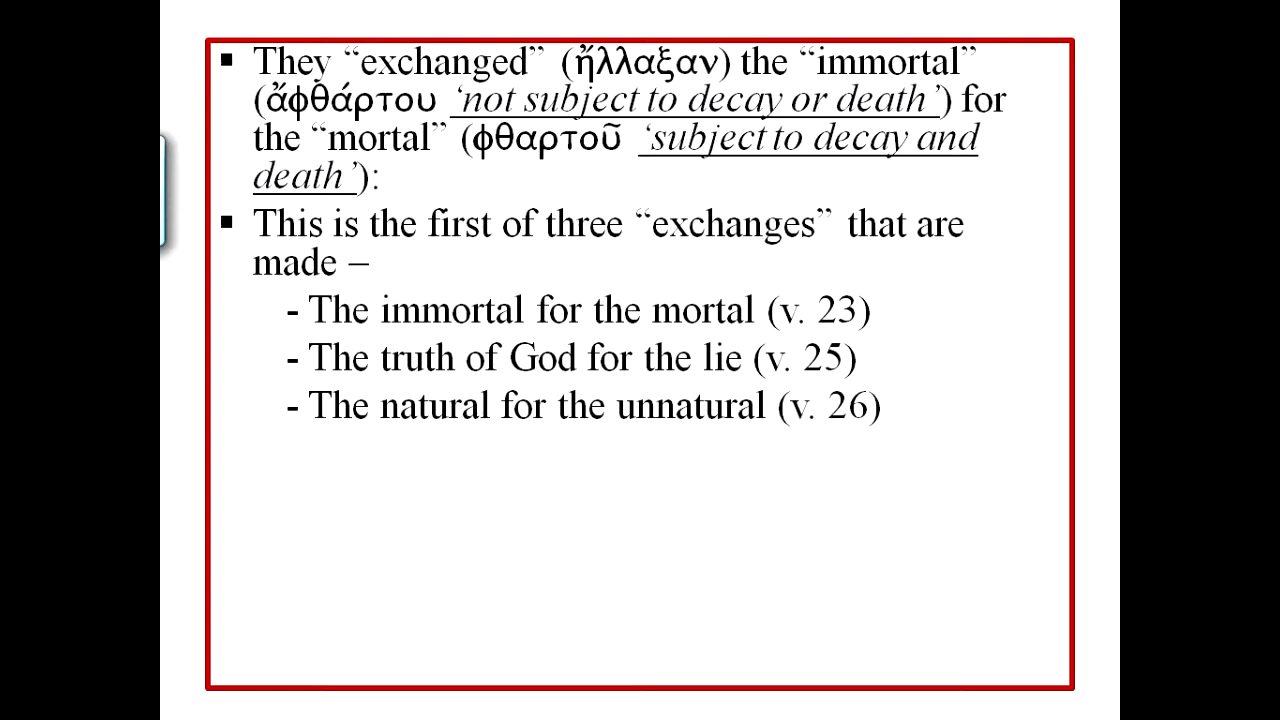 ▪ They “exchanged” (ἤλλαξαν) the “immortal”
(ἄφθάρτου ‘not subject to decay or death’) for
the “mortal” (φθαρτοῦ ‘subject to decay and
death’):
▪ This is the first of three “exchanges” that are
made –
- The immortal for the mortal (v. 23)
- The truth of God for the lie (v. 25)
- The natural for the unnatural (v. 26)